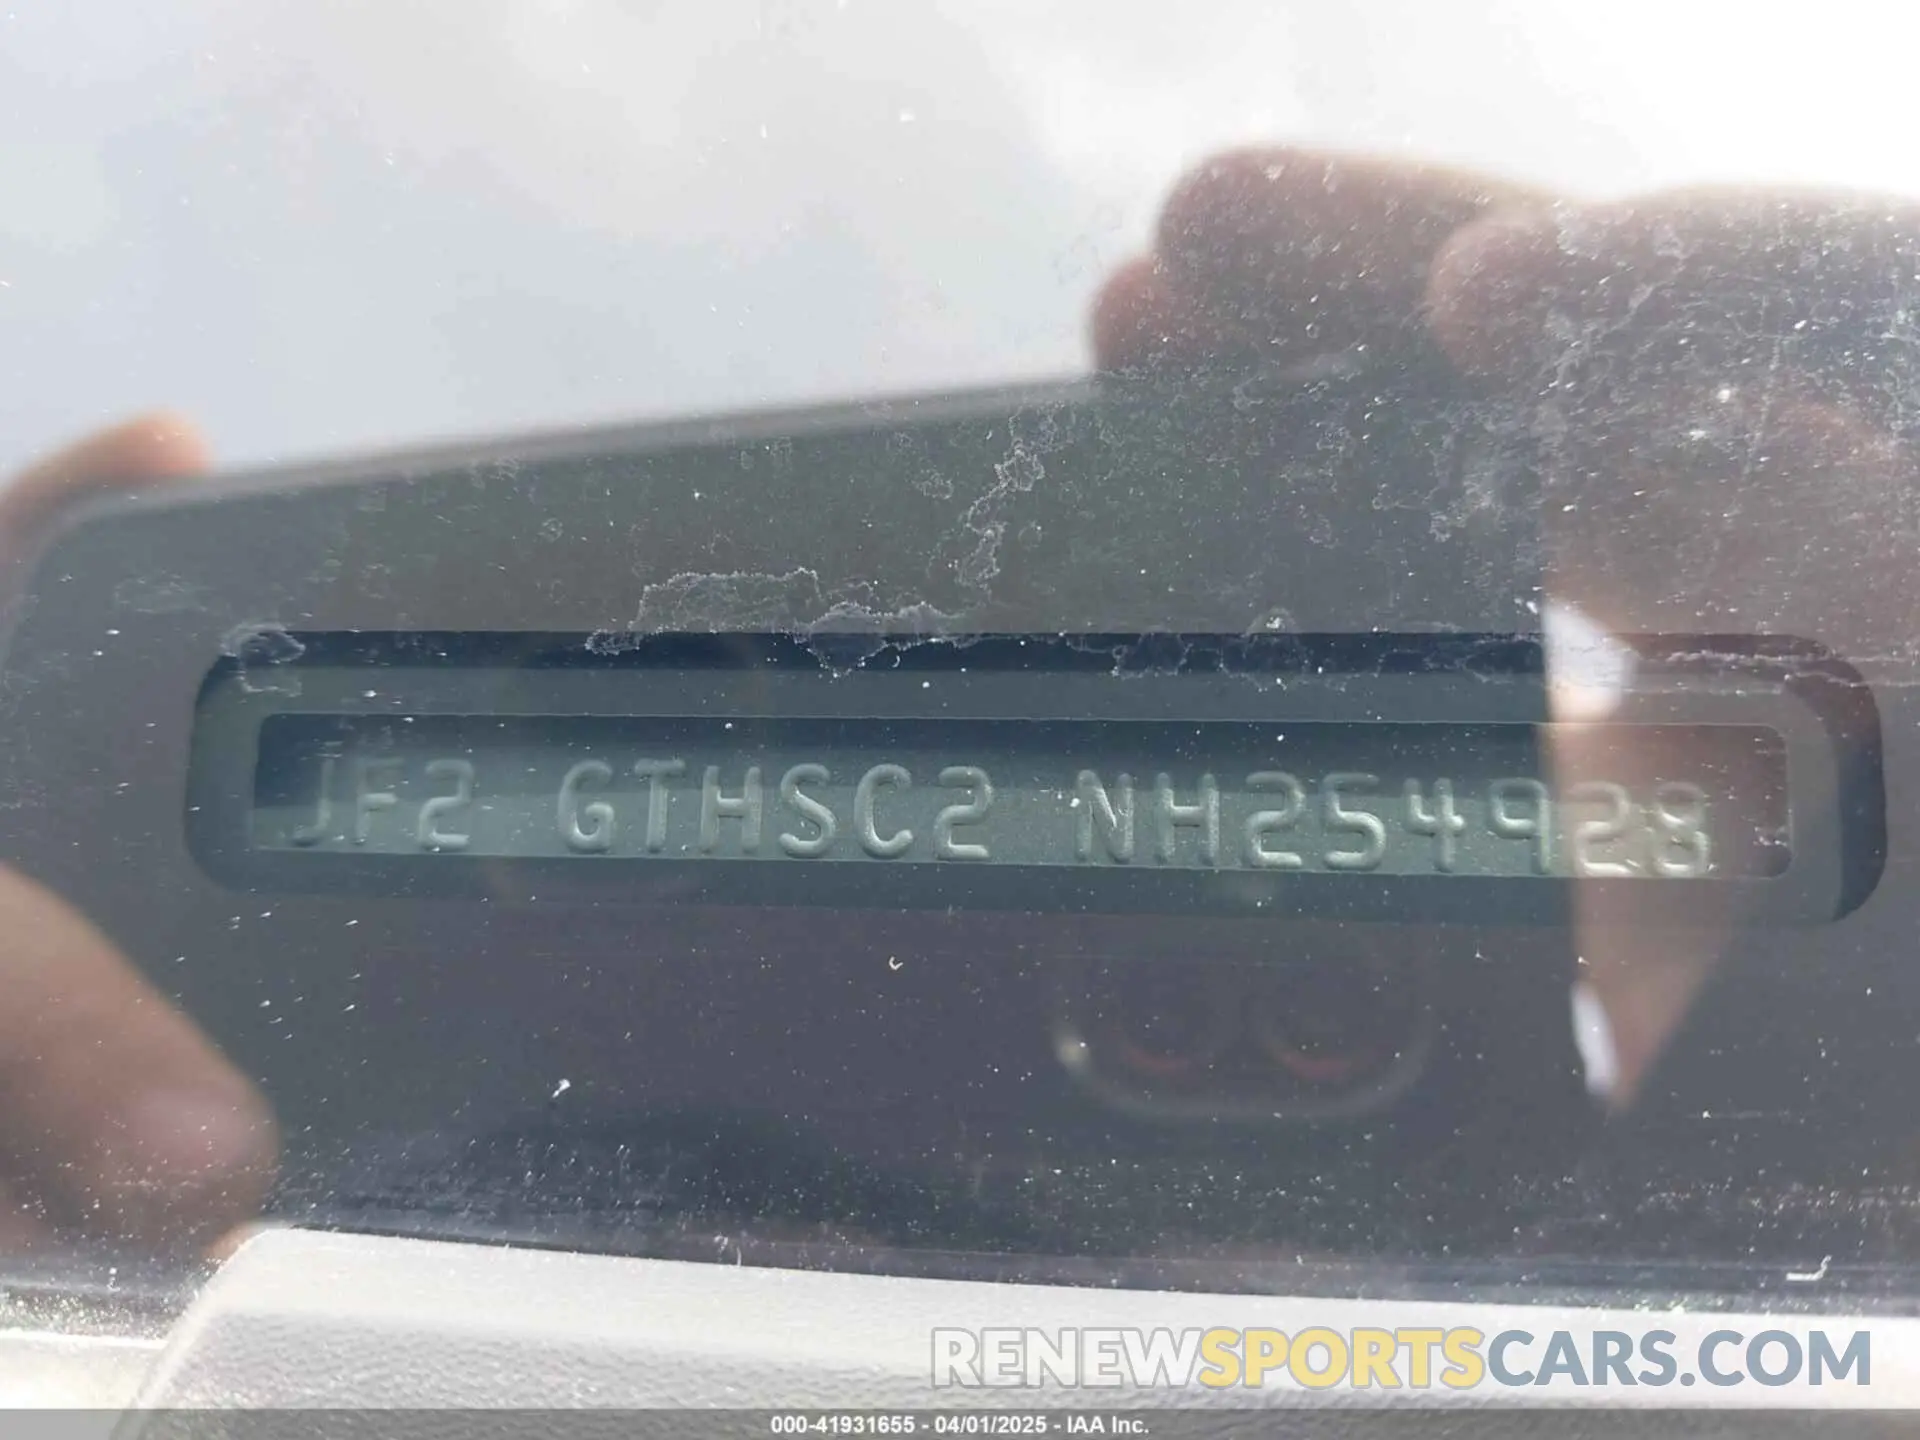 JF2 GTHSC2 NH254928
RENEWSPORTSCARS.COM
000-41931655 - 04/01/2025 - IAA Inc.